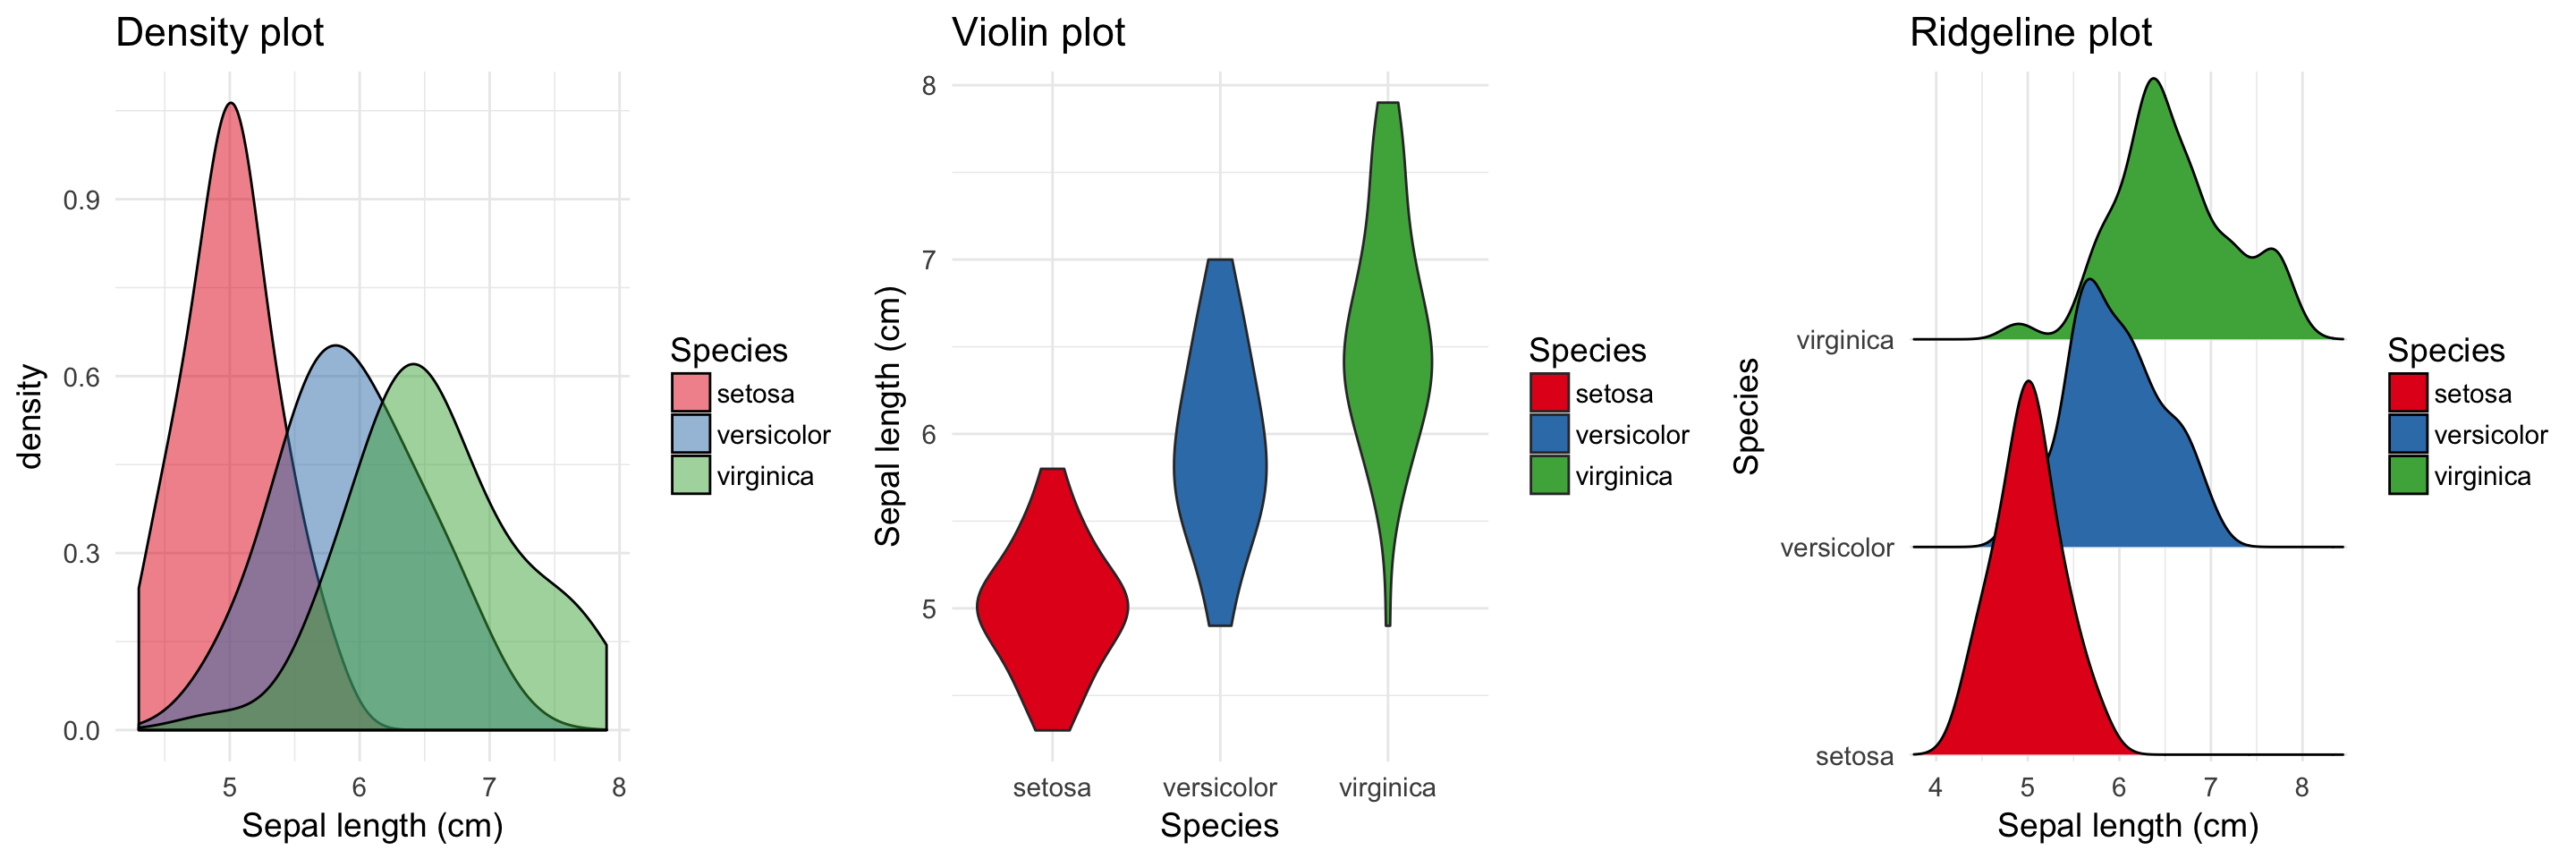 Density plot
density
0.9
0.6
0.3
0.0
5 6 7 8
Sepal length (cm)
Species
setosa
versicolor
virginica
Violin plot
Sepal length (cm)
8
7
6
5
setosa versicolor virginica
Species
Species
setosa
versicolor
virginica
Ridgeline plot
Species
virginica
versicolor
setosa
4 5 6 7 8
Sepal length (cm)
Species
setosa
versicolor
virginica